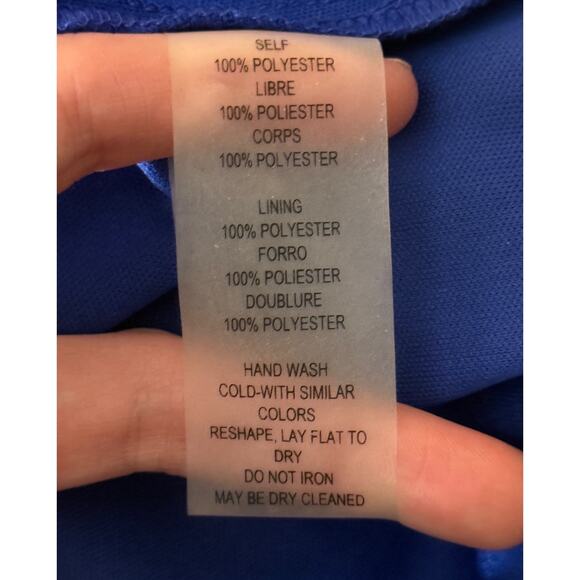 SELF
100% POLYESTER
LIBRE
100% POLIESTER
CORPS
100% POLYESTER
LINING
100% POLYESTER
FORRO
100% POLIESTER
DOUBLURE
100% POLYESTER
HAND WASH
COLD-WITH SIMILAR
COLORS
RESHAPE, LAY FLAT TO
DRY
DO NOT IRON
MAY BE DRY CLEANED